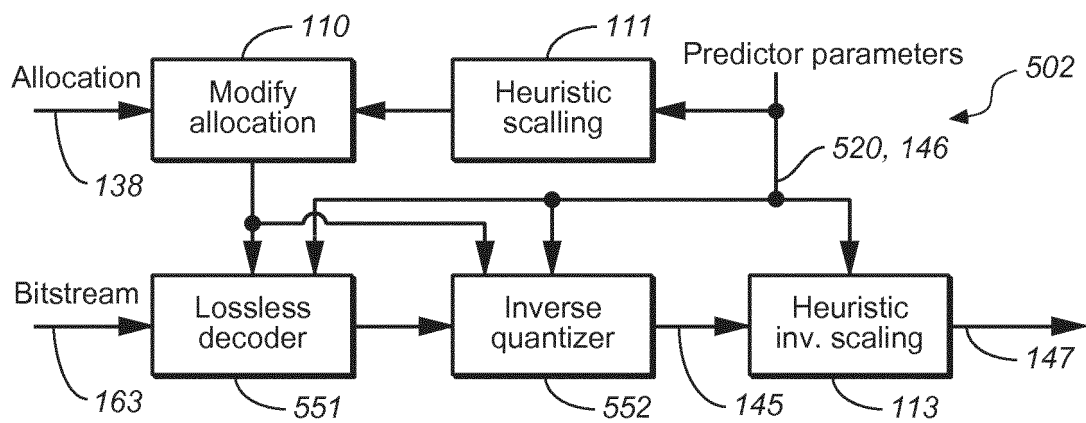 110
111
Predictor parameters
502
Allocation
Modify
allocation
Heuristic
scalling
520, 146
138
Bitstream
Lossless
decoder
Inverse
quantizer
Heuristic
inv. scaling
147
163
551
552
145
113